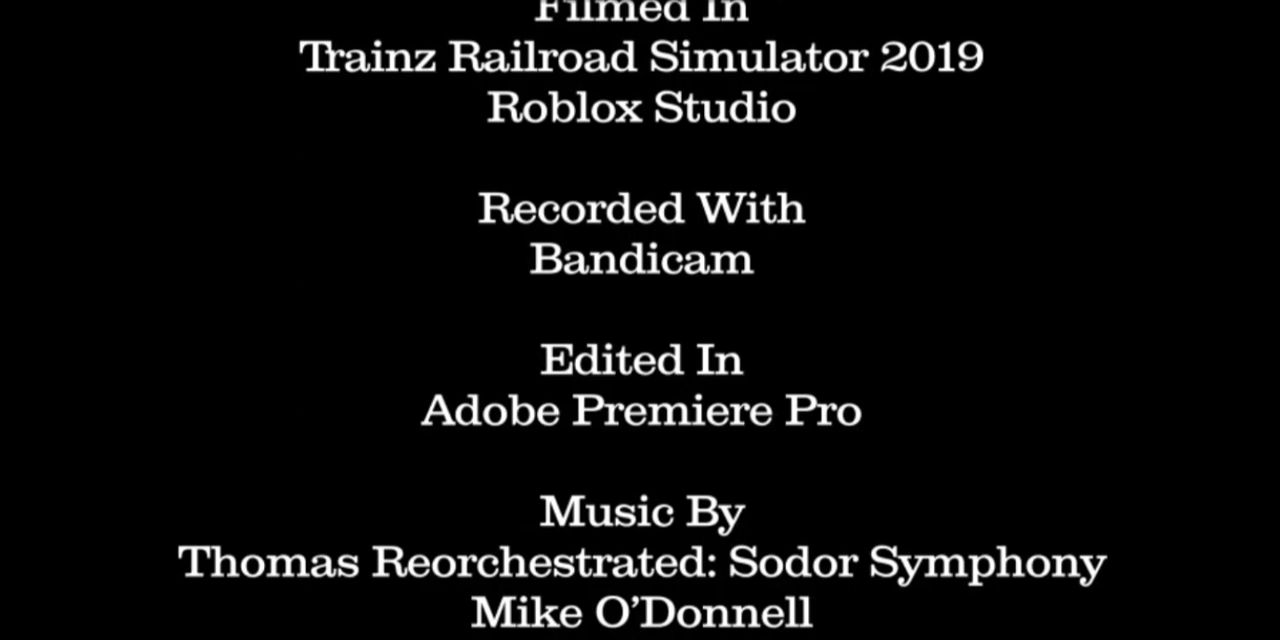 Filmed In
Trainz Railroad Simulator 2019
Roblox Studio
Recorded With
Bandicam
Edited In
Adobe Premiere Pro
Music By
Thomas Reorchestrated: Sodor Symphony
Mike O’Donnell